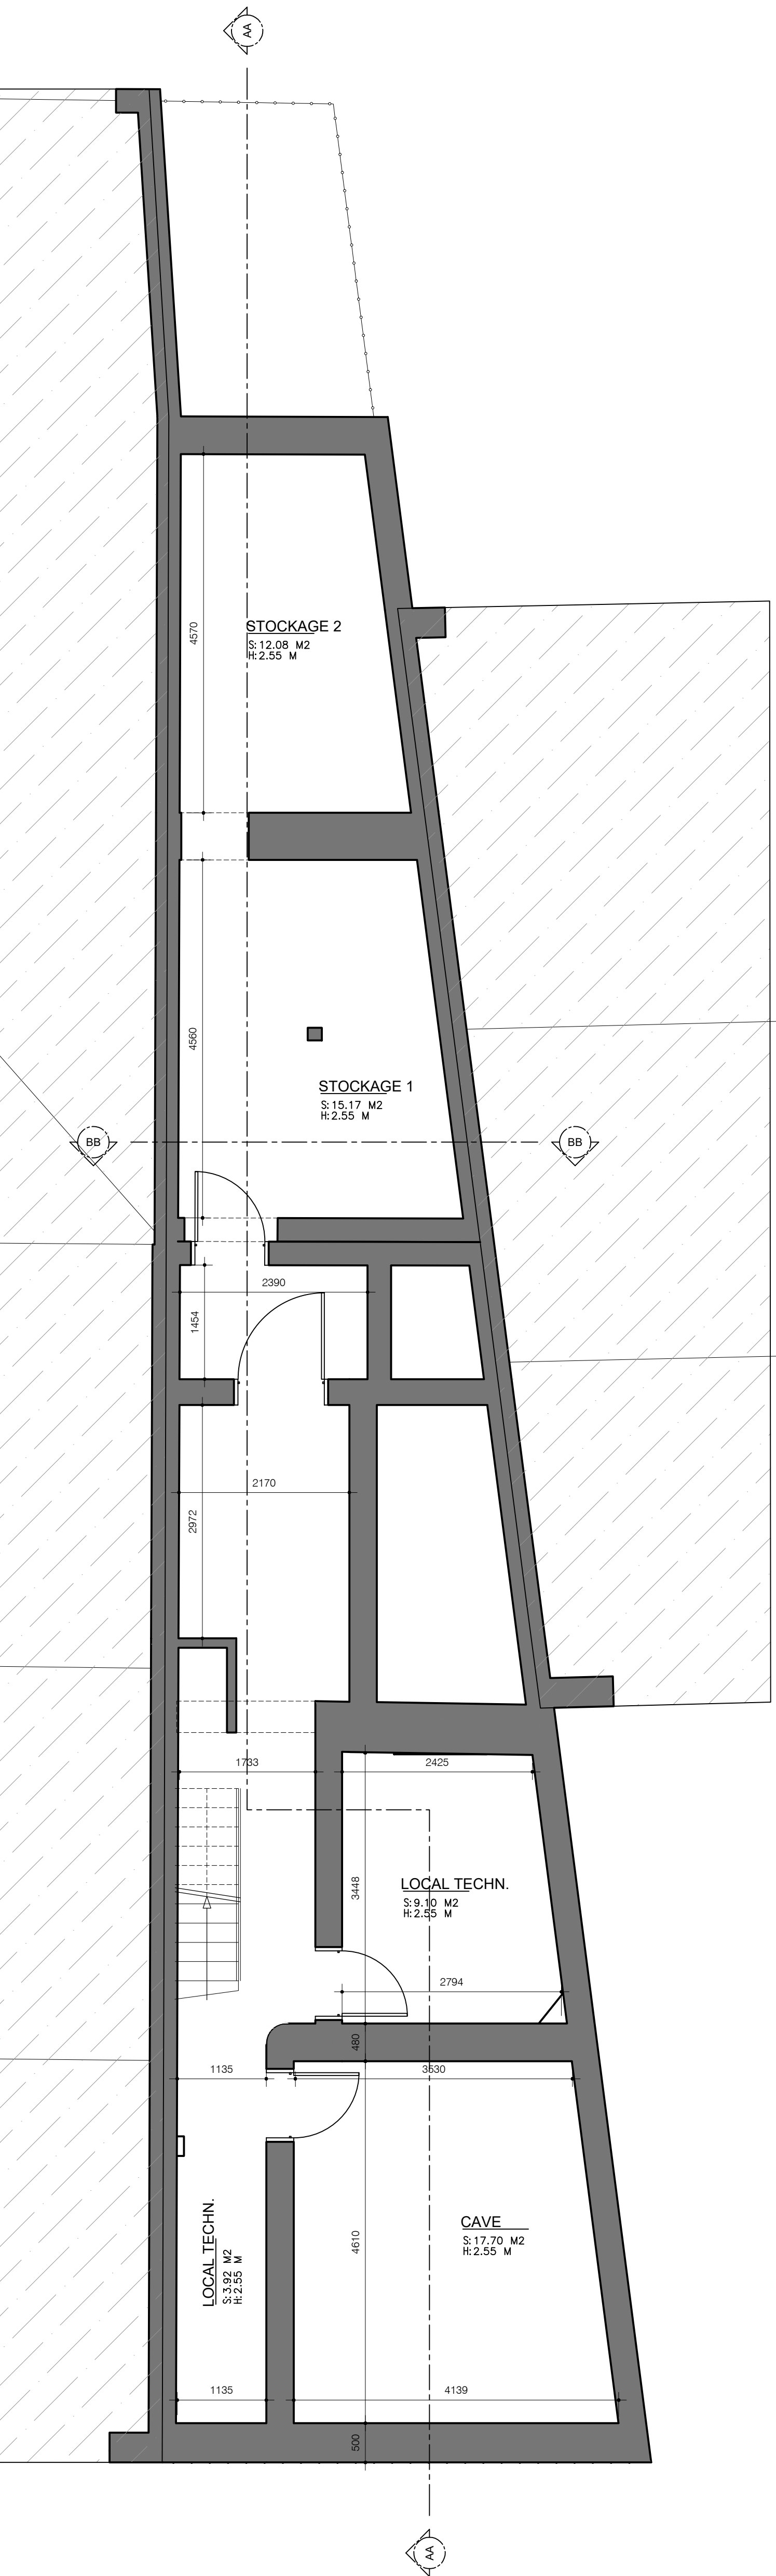 AA
4570
STOCKAGE 2
S:12.08 M2
H:2.55 M
4560
STOCKAGE 1
S:15.17 M2
H:2.55 M
BB
BB
2390
1454
2170
2972
1733
2425
3448
LOCAL TECHN.
S:9.10 M2
H:2.55 M
2794
480
1135
3530
LOCAL TECHN.
S:3.92 M2
H:2.55 M
CAVE
S:17.70 M2
H:2.55 M
4610
1135
4139
500
AA